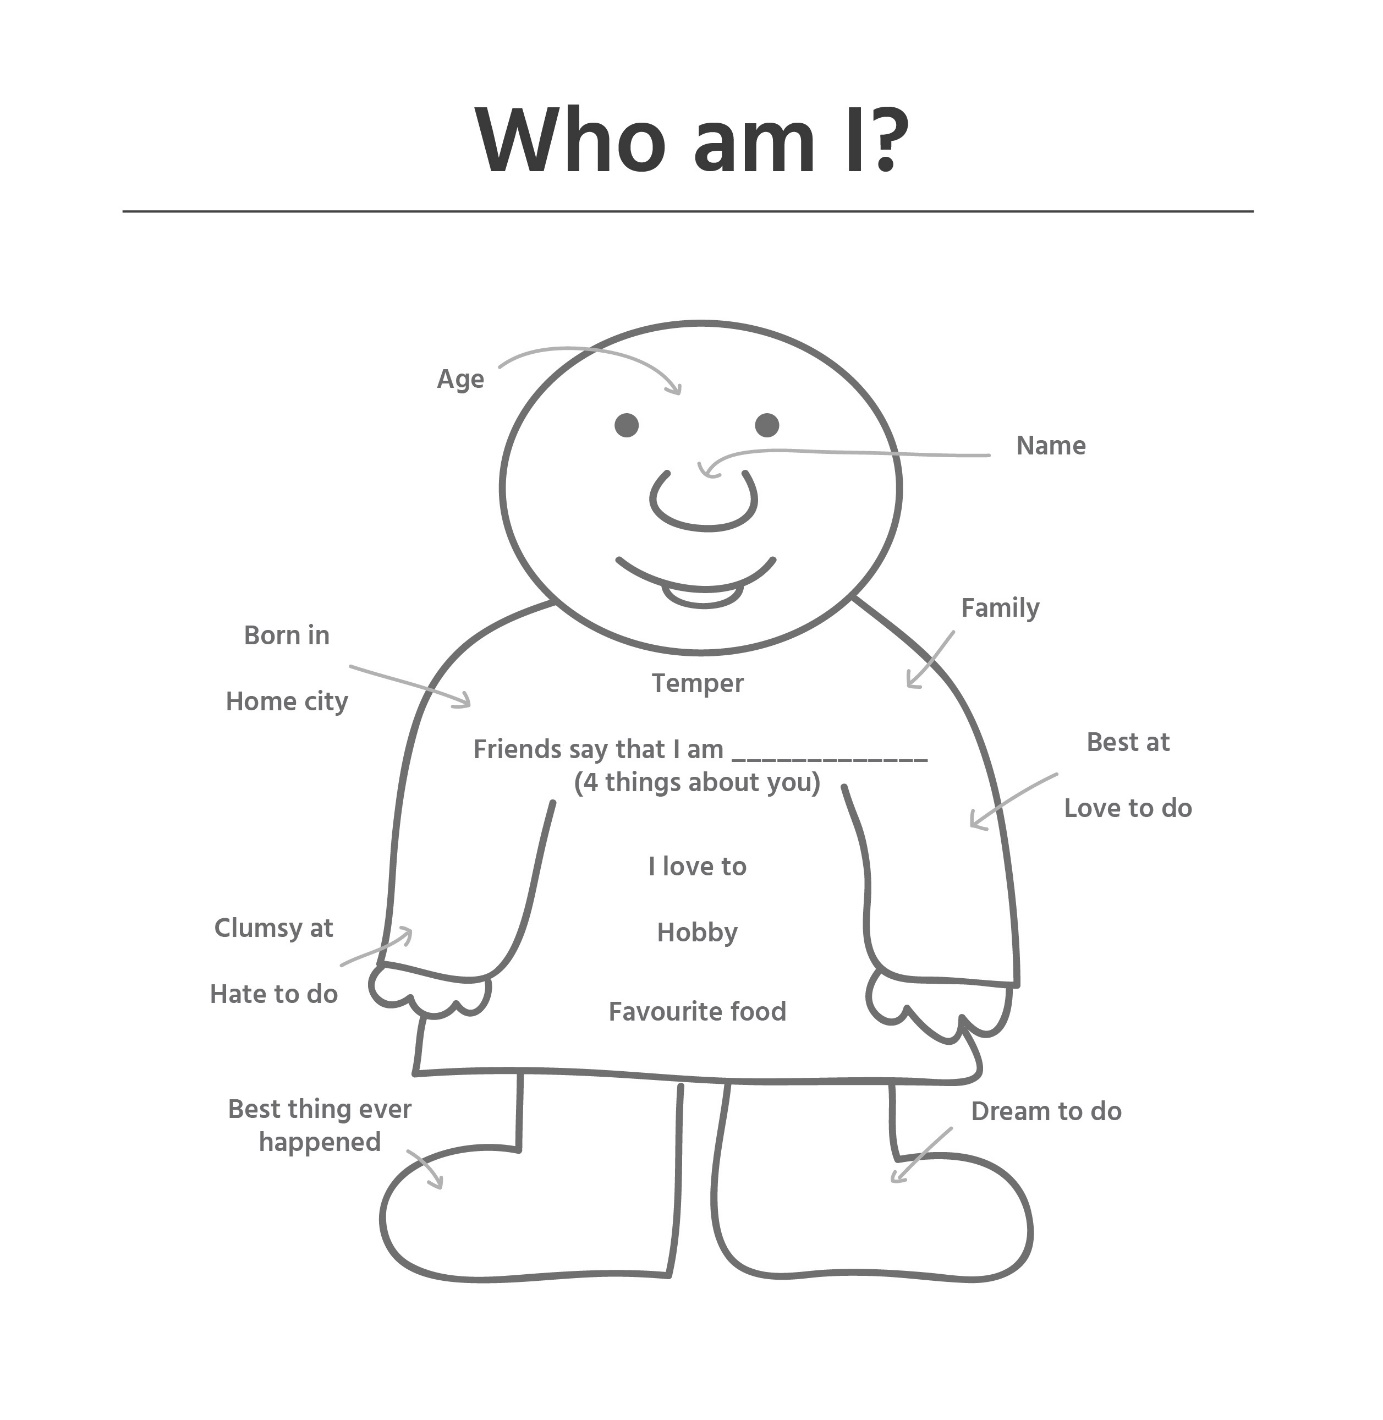 Who am I?
Age
Name
Family
Born in
Home city
Temper
Best at
Love to do
Friends say that I am _____________
(4 things about you)
I love to
Clumsy at
Hate to do
Hobby
Favourite food
Best thing ever
happened
Dream to do